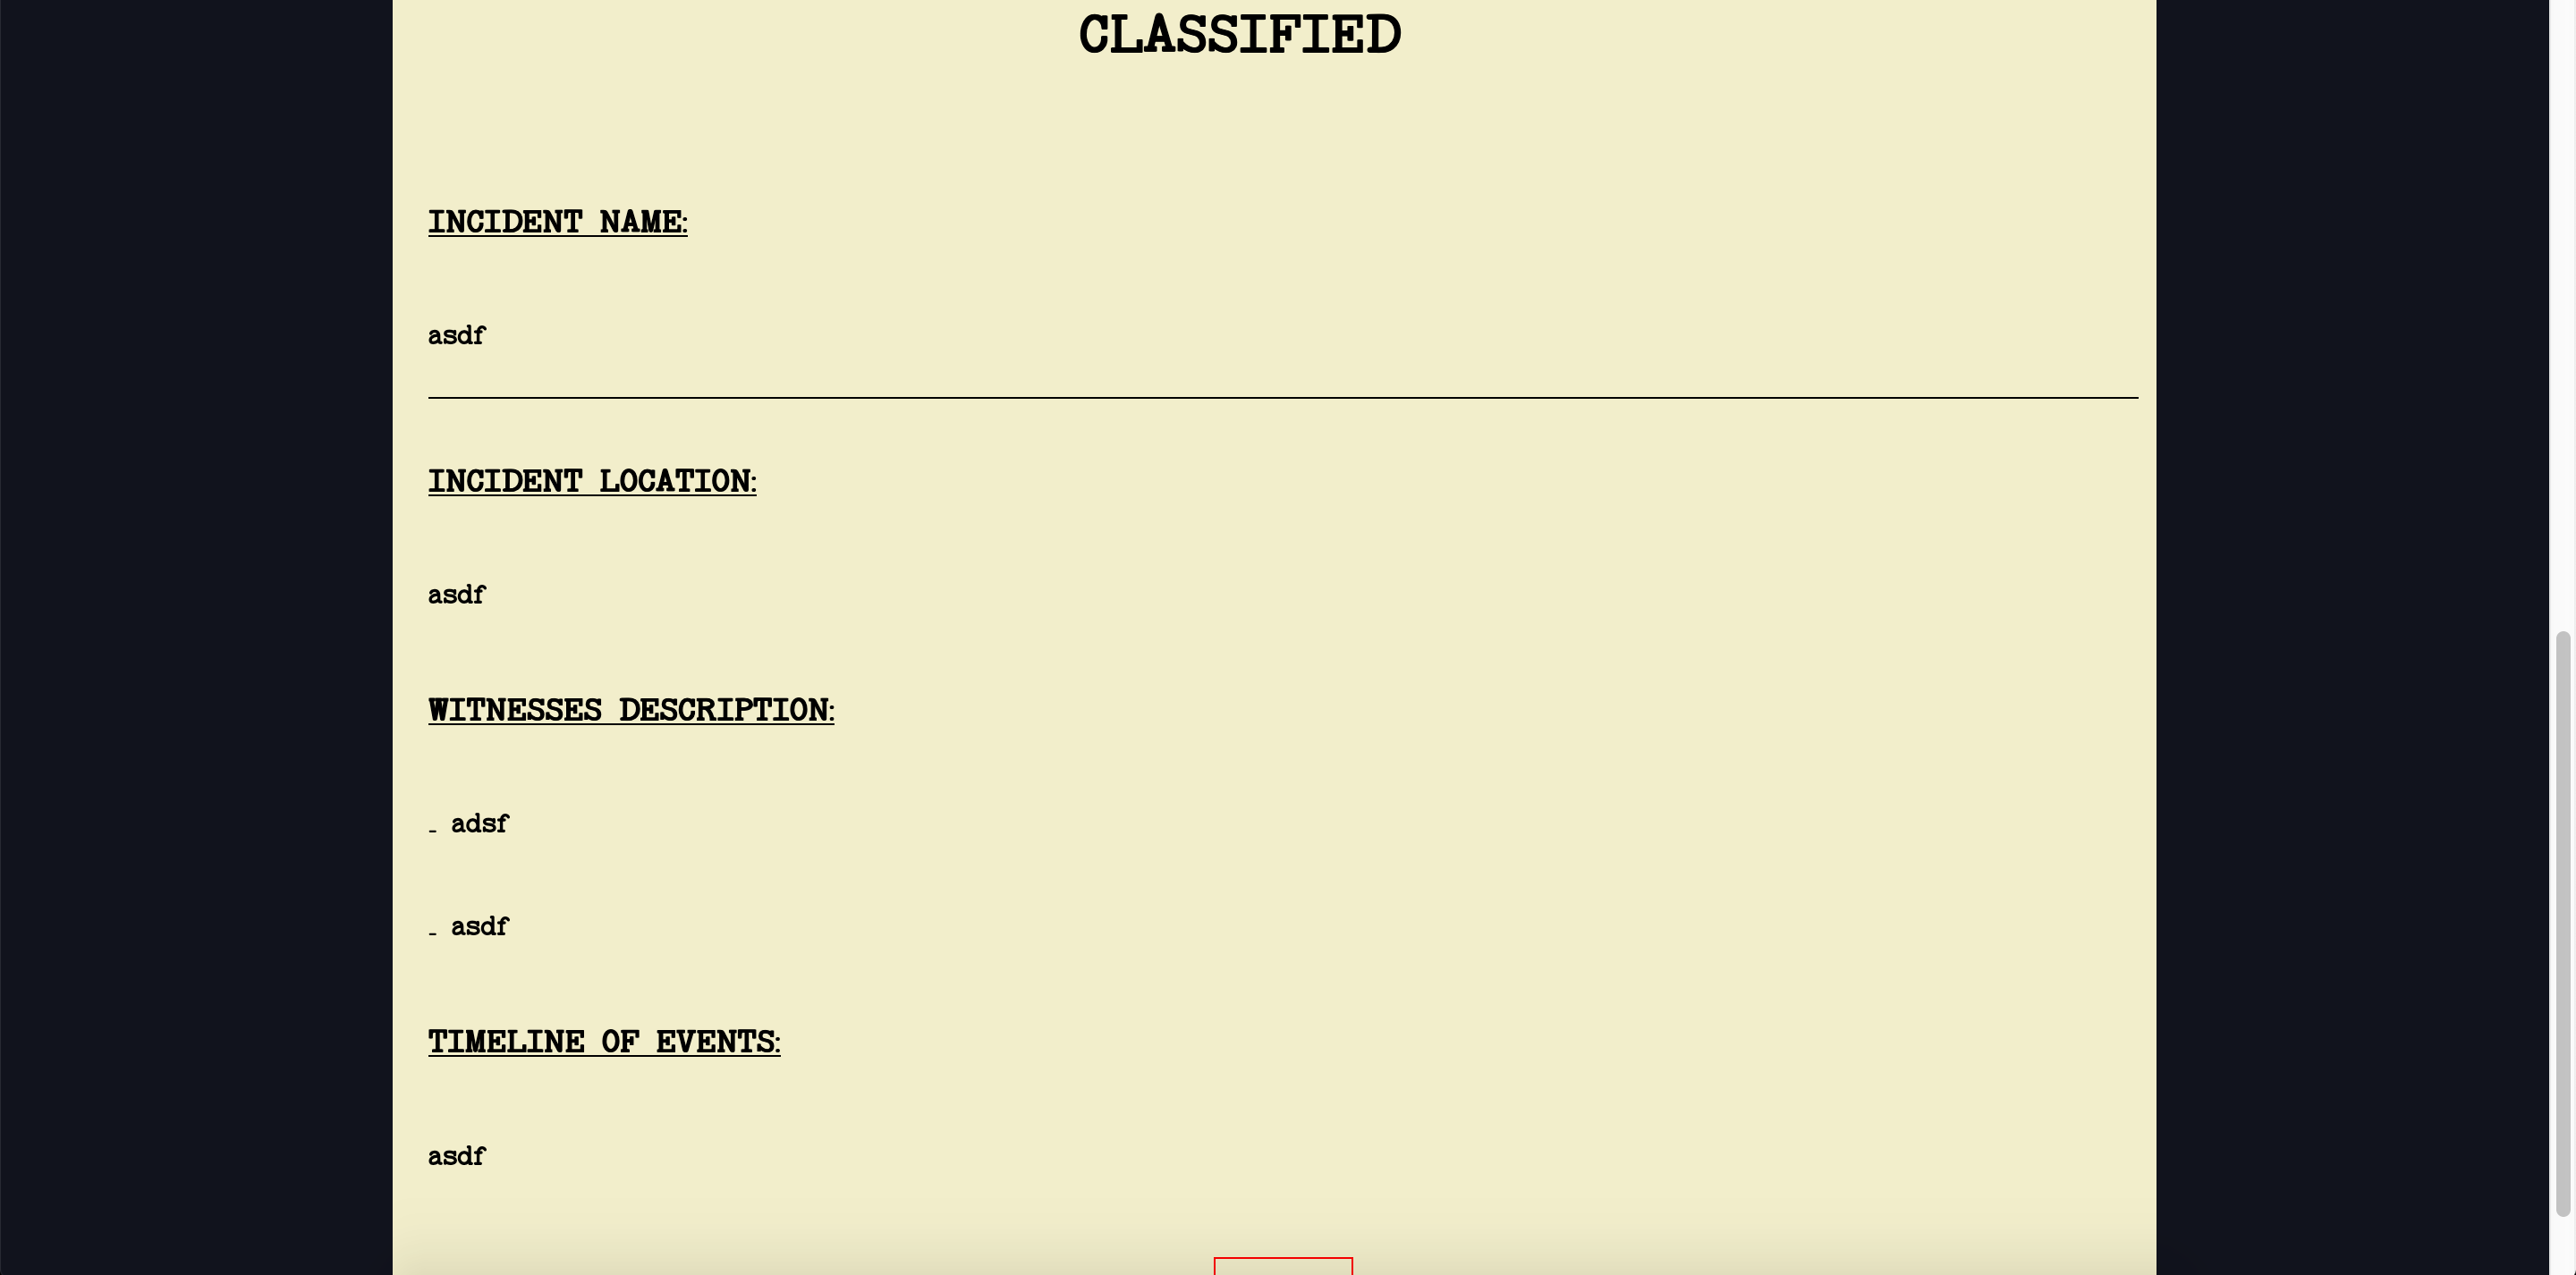 CLASSIFIED
INCIDENT NAME:
asdf
INCIDENT LOCATION:
asdf
WITNESSES DESCRIPTION:
- adsf
- asdf
TIMELINE OF EVENTS:
asdf